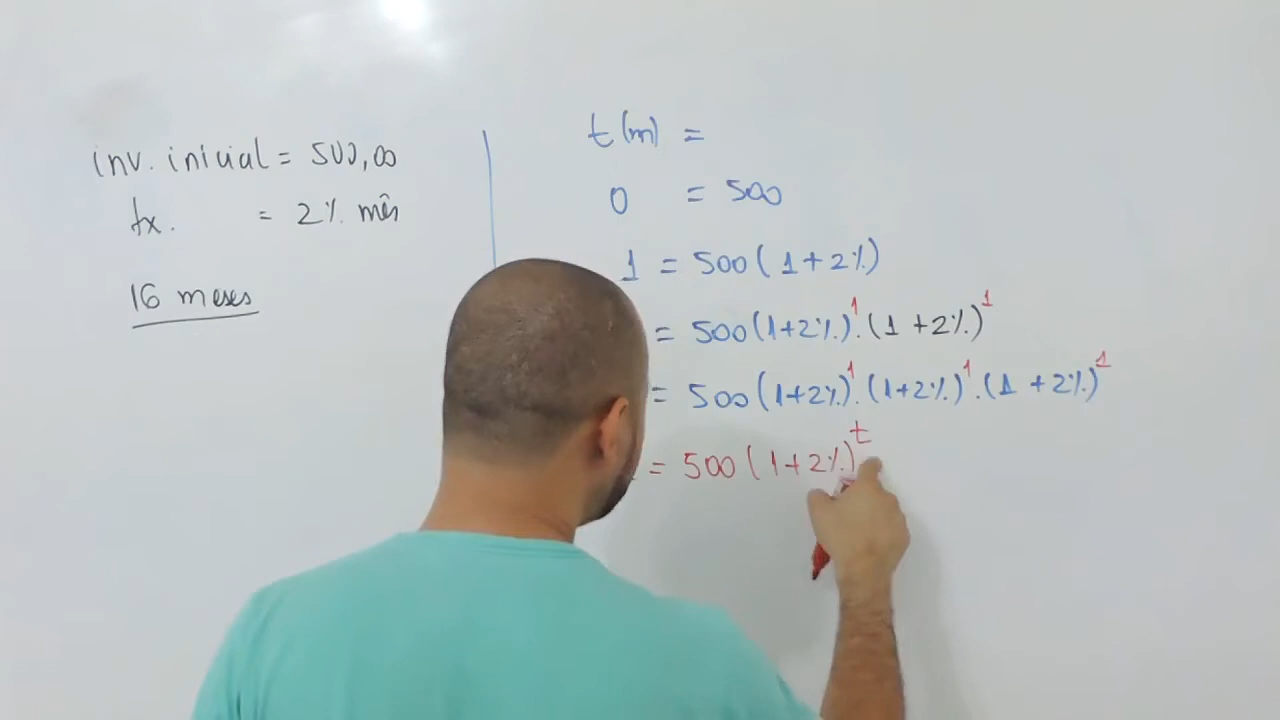 inv. inicial = 500,00
tx. = 2% mês
16 meses
t(m) =
0 = 500
1 = 500(1+2%)
= 500(1+2%)¹.(1+2%)¹
= 500(1+2%)¹.(1+2%)¹.(1+2%)¹
= 500(1+2%)ᵗ